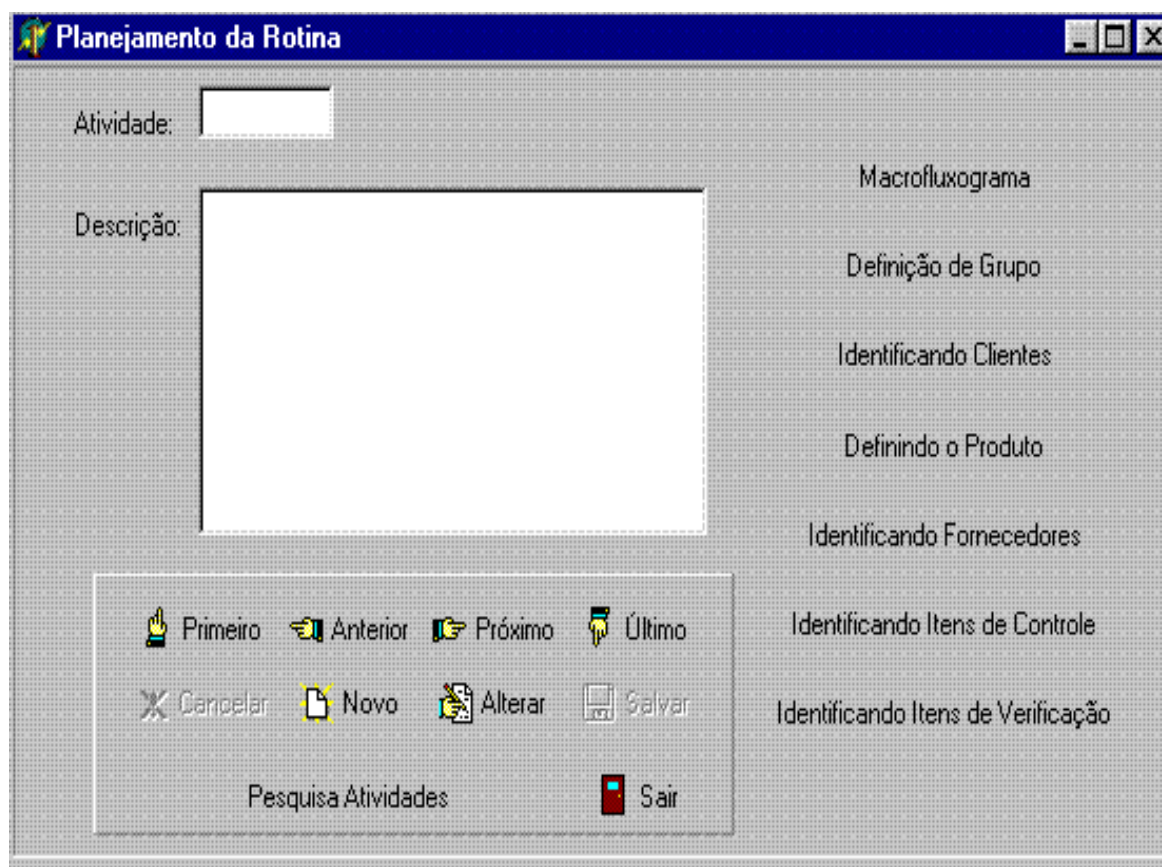 Planejamento da Rotina
Atividade:
Descrição:
Macrofluxograma
Definição de Grupo
Identificando Clientes
Definindo o Produto
Identificando Fornecedores
Identificando Itens de Controle
Identificando Itens de Verificação
Primeiro Anterior Próximo Último
Cancelar Novo Alterar Salvar
Pesquisa Atividades Sair